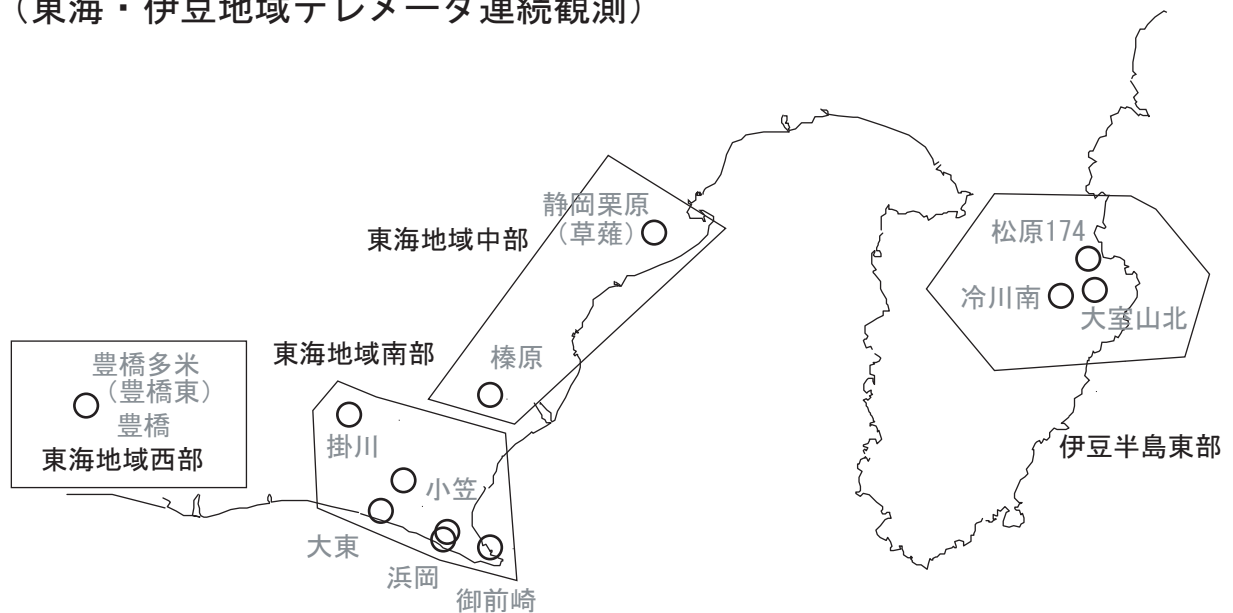 （東海・伊豆地域テレメータ連続観測）
静岡栗原
（草薙）
東海地域中部
松原174
冷川南
大室山北
東海地域南部
榛原
豊橋多米
（豊橋東）
豊橋
東海地域西部
掛川
伊豆半島東部
小笠
大東
浜岡
御前崎